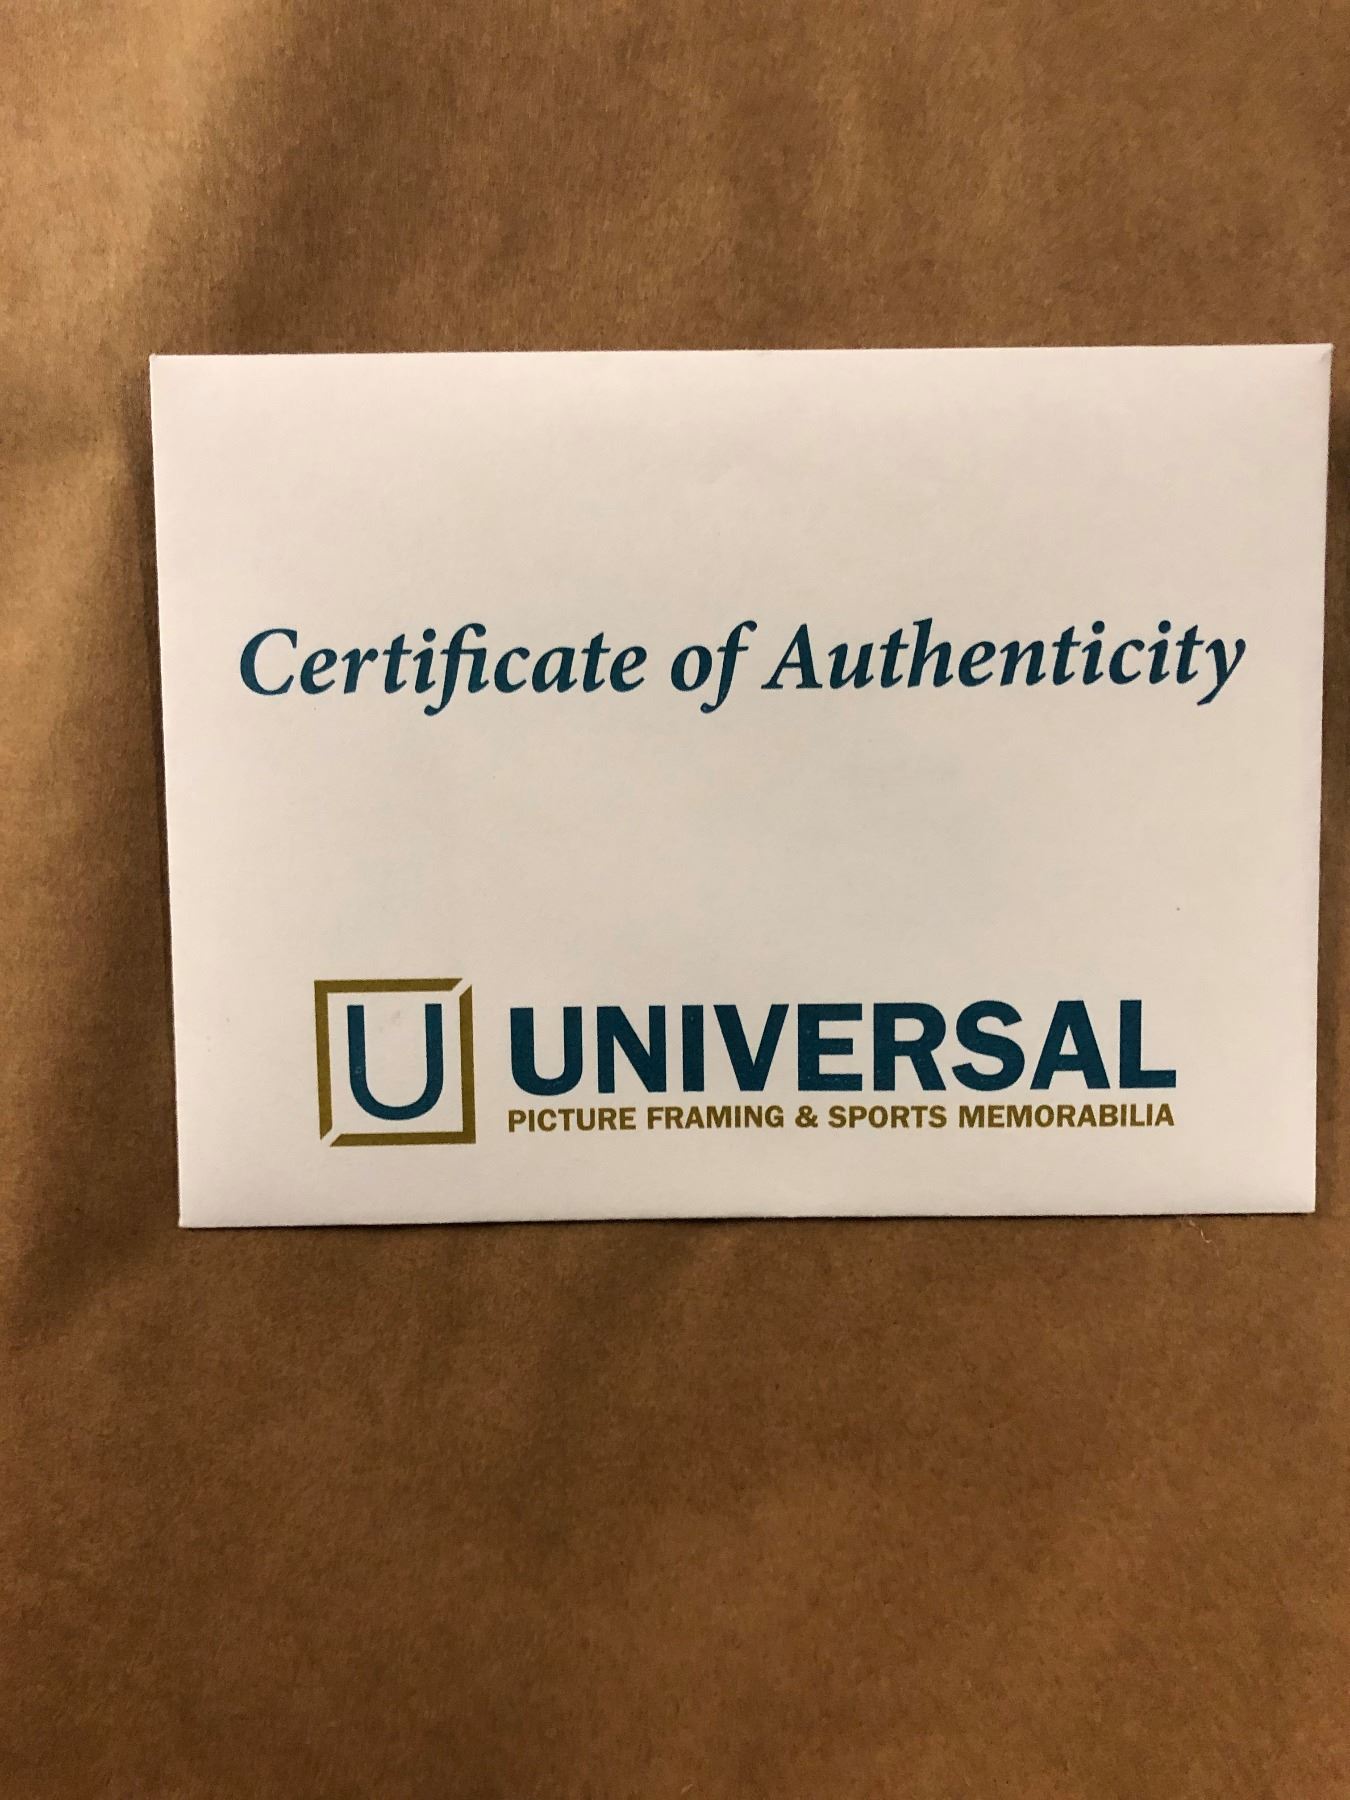 Certificate of Authenticity
U
UNIVERSAL
PICTURE FRAMING & SPORTS MEMORABILIA